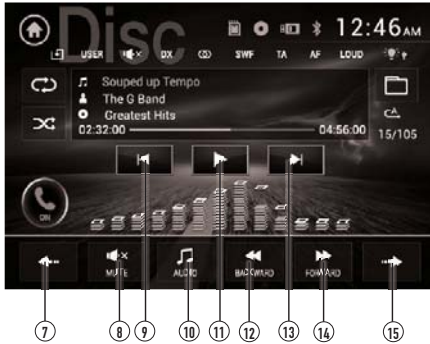 Disc
12:46AM
USER DX SWF TA AF LOUD
Souped up Tempo
The G Band
Greatest Hits
02:32:00 04:56:00
15/105
ON
MUTE AUDIO BACKWARD FORWARD
7 8 9 10 11 12 13 14 15